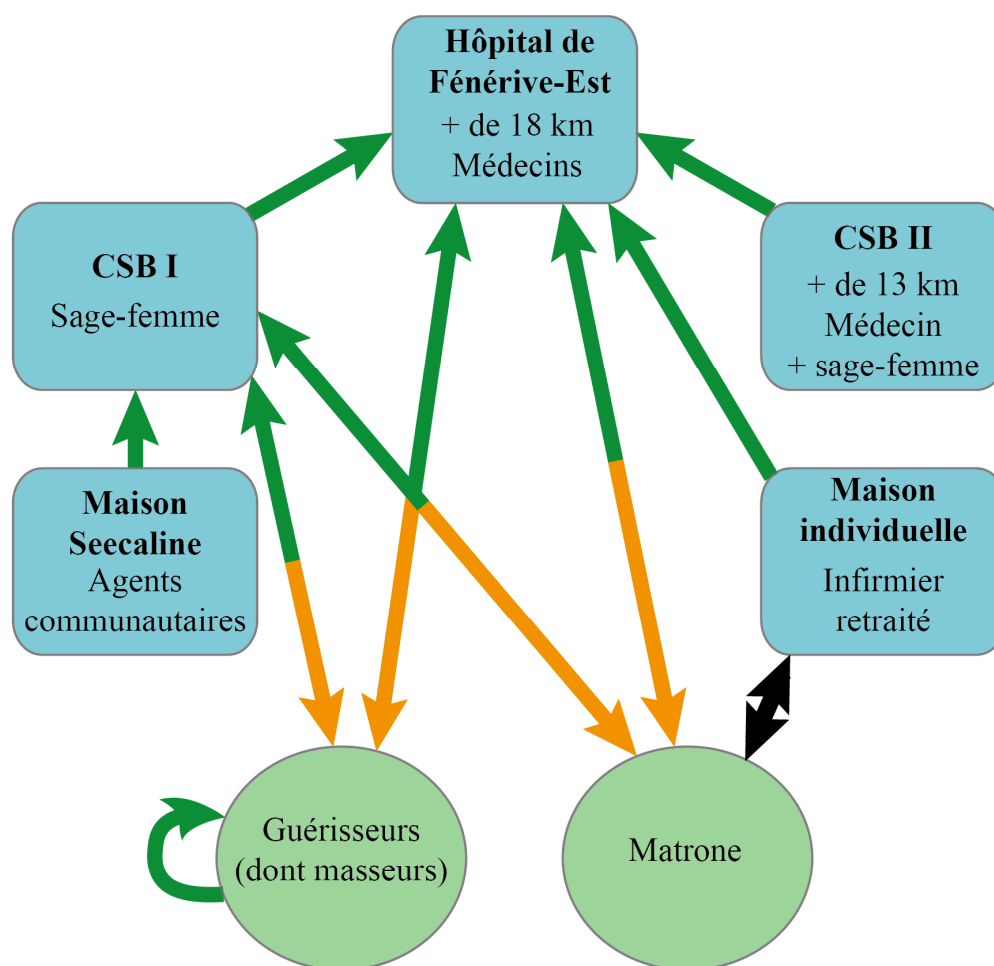 Hôpital de
Fénérive-Est
+ de 18 km
Médecins
CSB I
Sage-femme
CSB II
+ de 13 km
Médecin
+ sage-femme
Maison
Seecaline
Agents
communautaires
Maison
individuelle
Infirmier
retraité
Guérisseurs
(dont masseurs)
Matrone